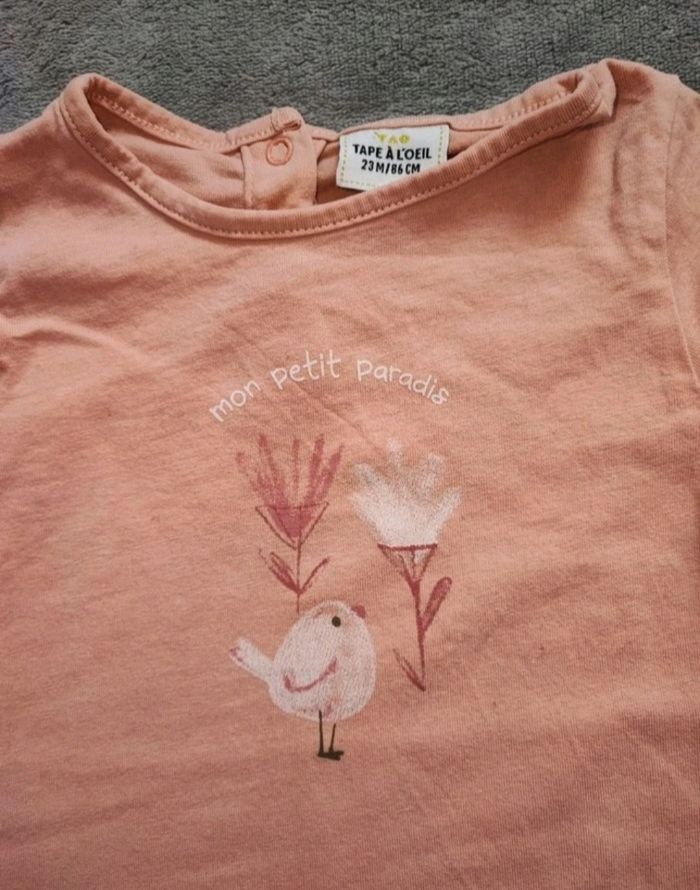 TAO
TAPE À L'OEIL
23M/86CM
mon petit paradis